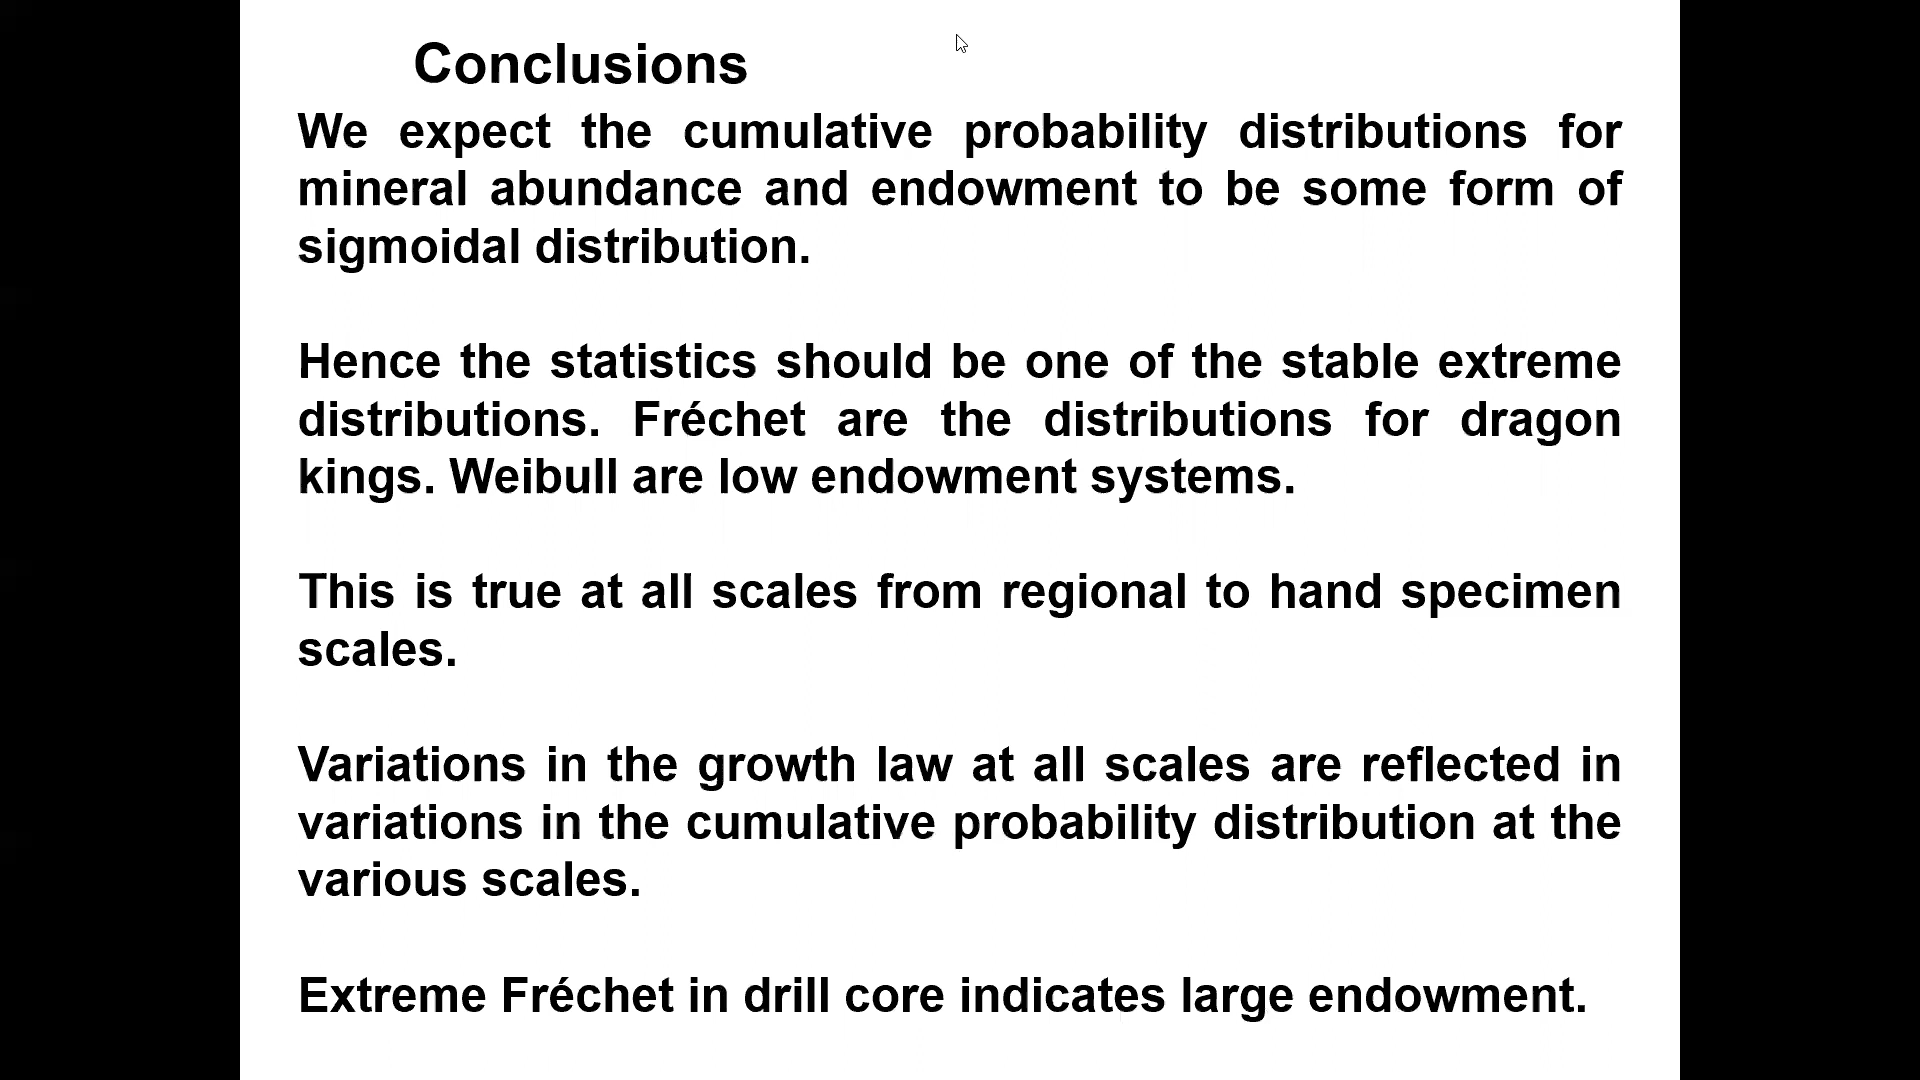 Conclusions
We expect the cumulative probability distributions for
mineral abundance and endowment to be some form of
sigmoidal distribution.
Hence the statistics should be one of the stable extreme
distributions. Fréchet are the distributions for dragon
kings. Weibull are low endowment systems.
This is true at all scales from regional to hand specimen
scales.
Variations in the growth law at all scales are reflected in
variations in the cumulative probability distribution at the
various scales.
Extreme Fréchet in drill core indicates large endowment.